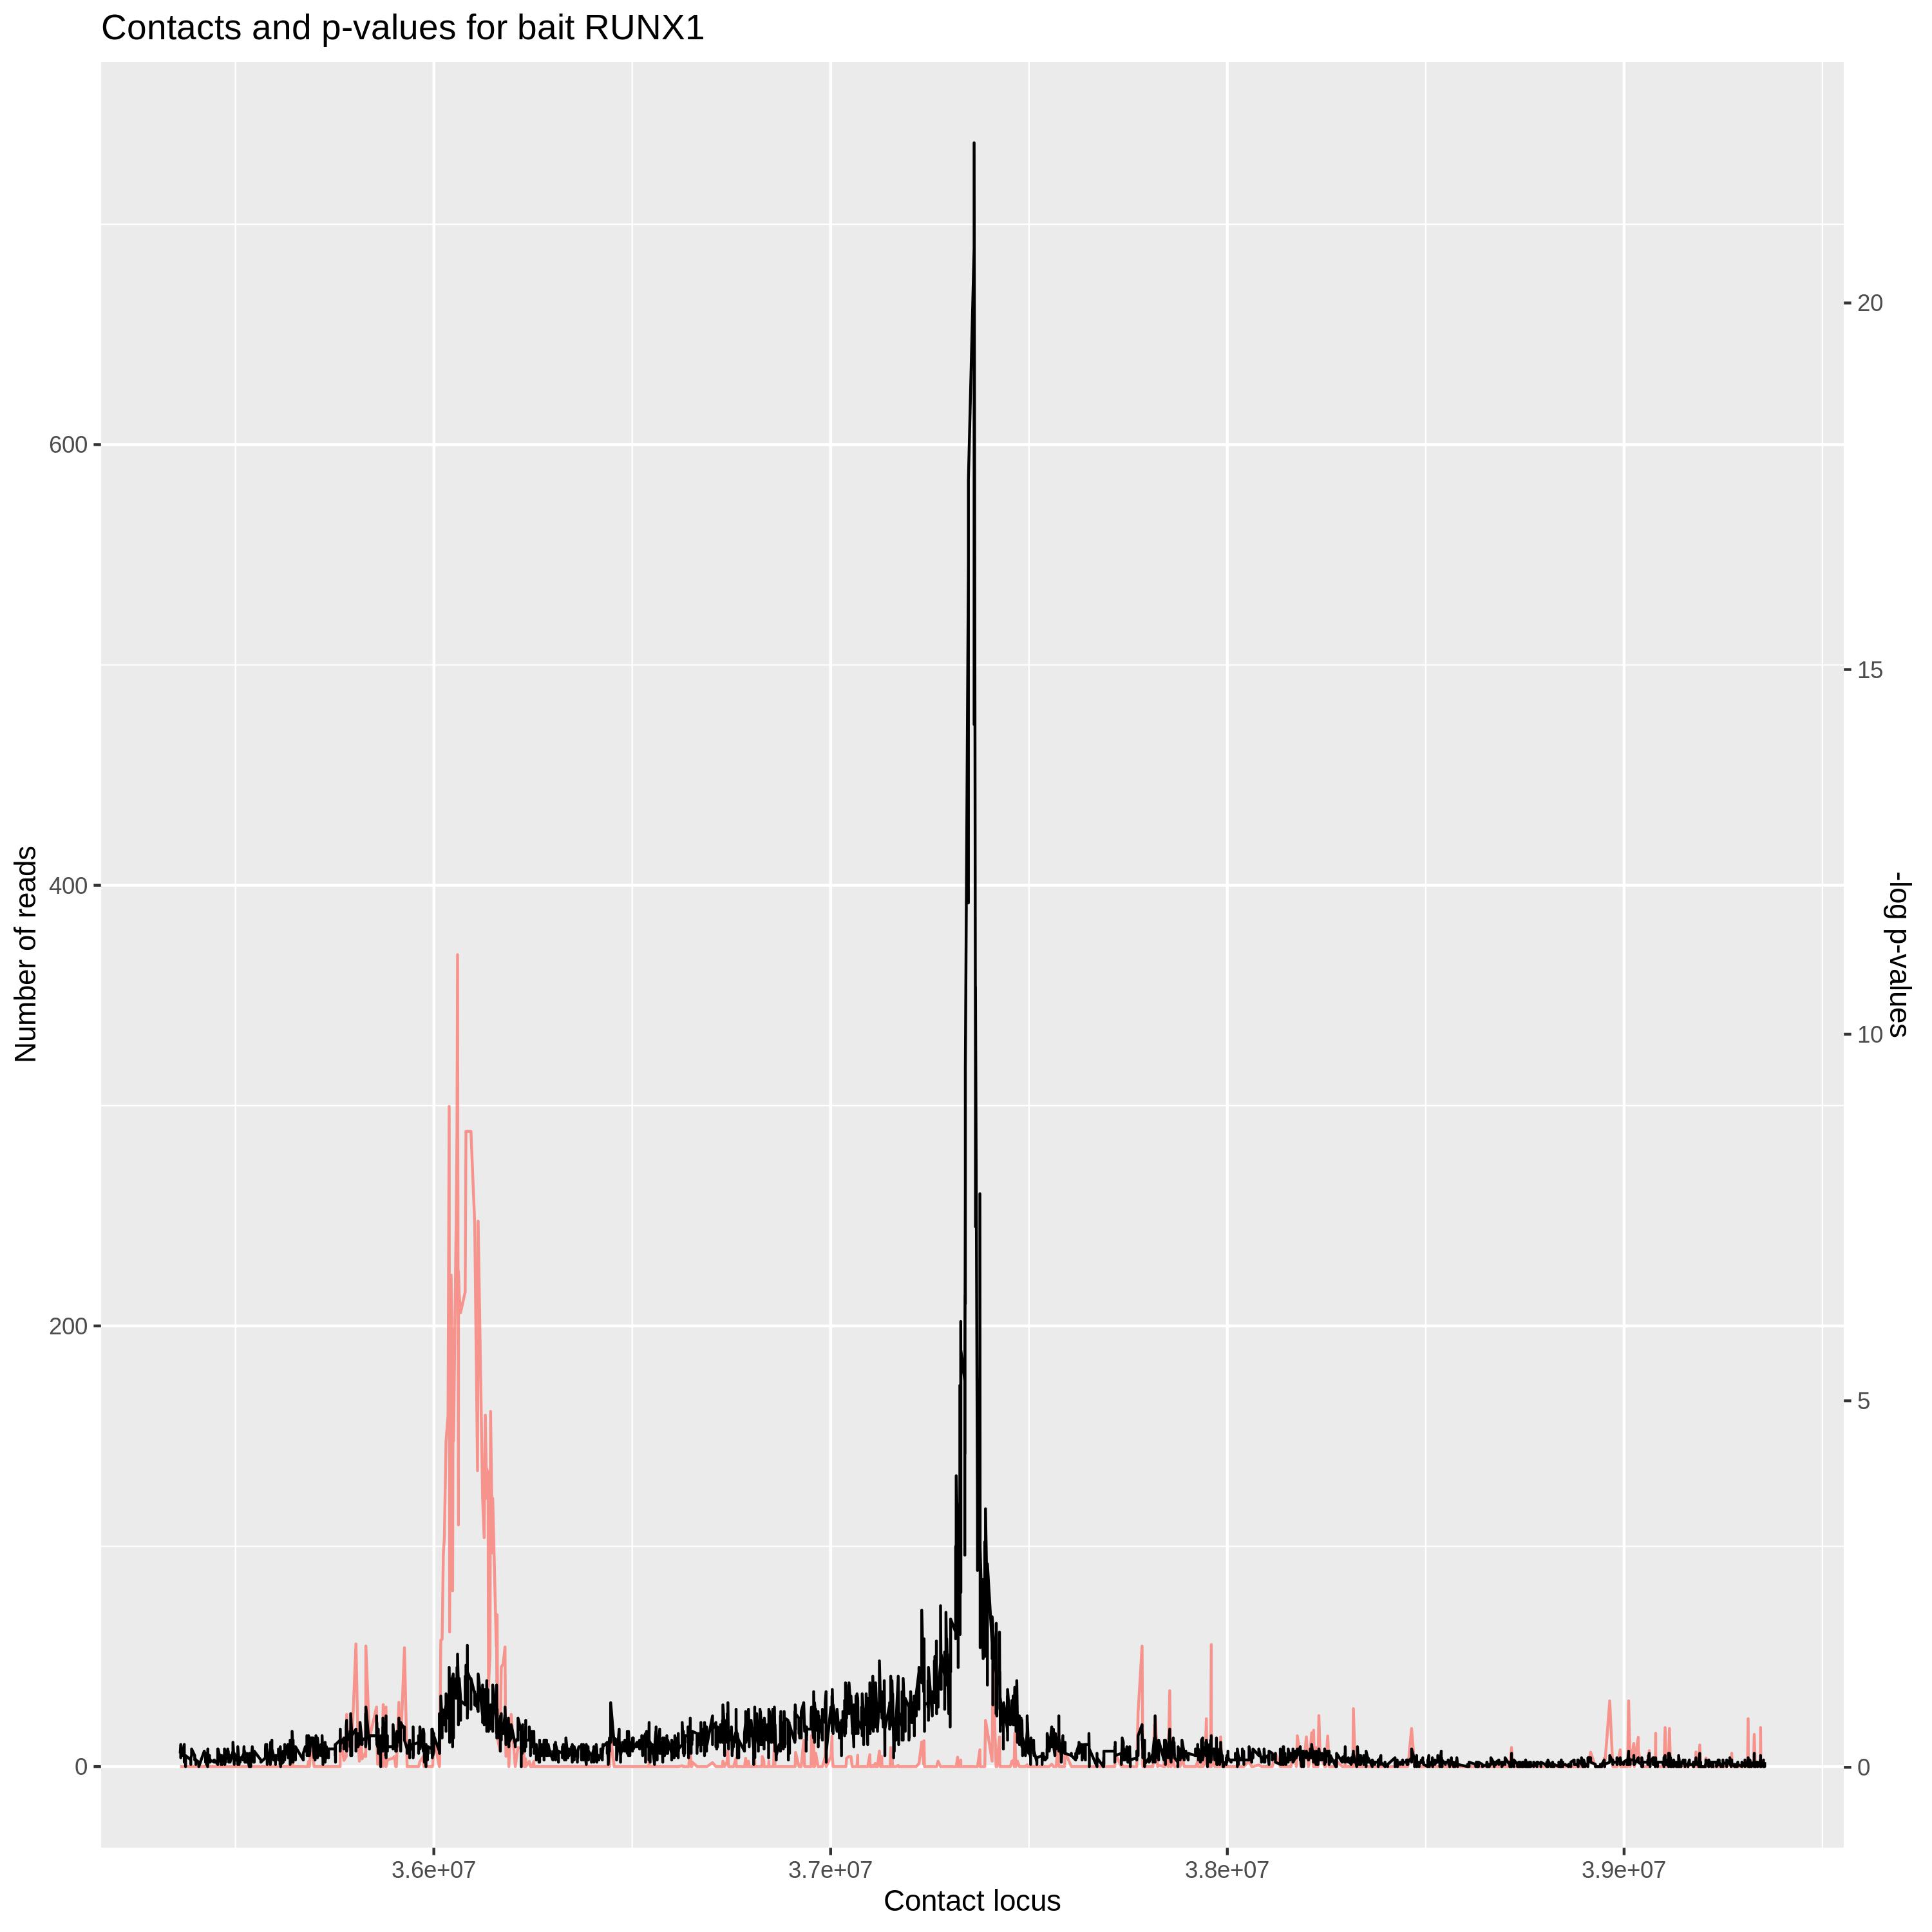 Contacts and p-values for bait RUNX1
Number of reads
600
400
200
0
-log p-values
20
15
10
5
0
3.6e+07
3.7e+07
3.8e+07
3.9e+07
Contact locus